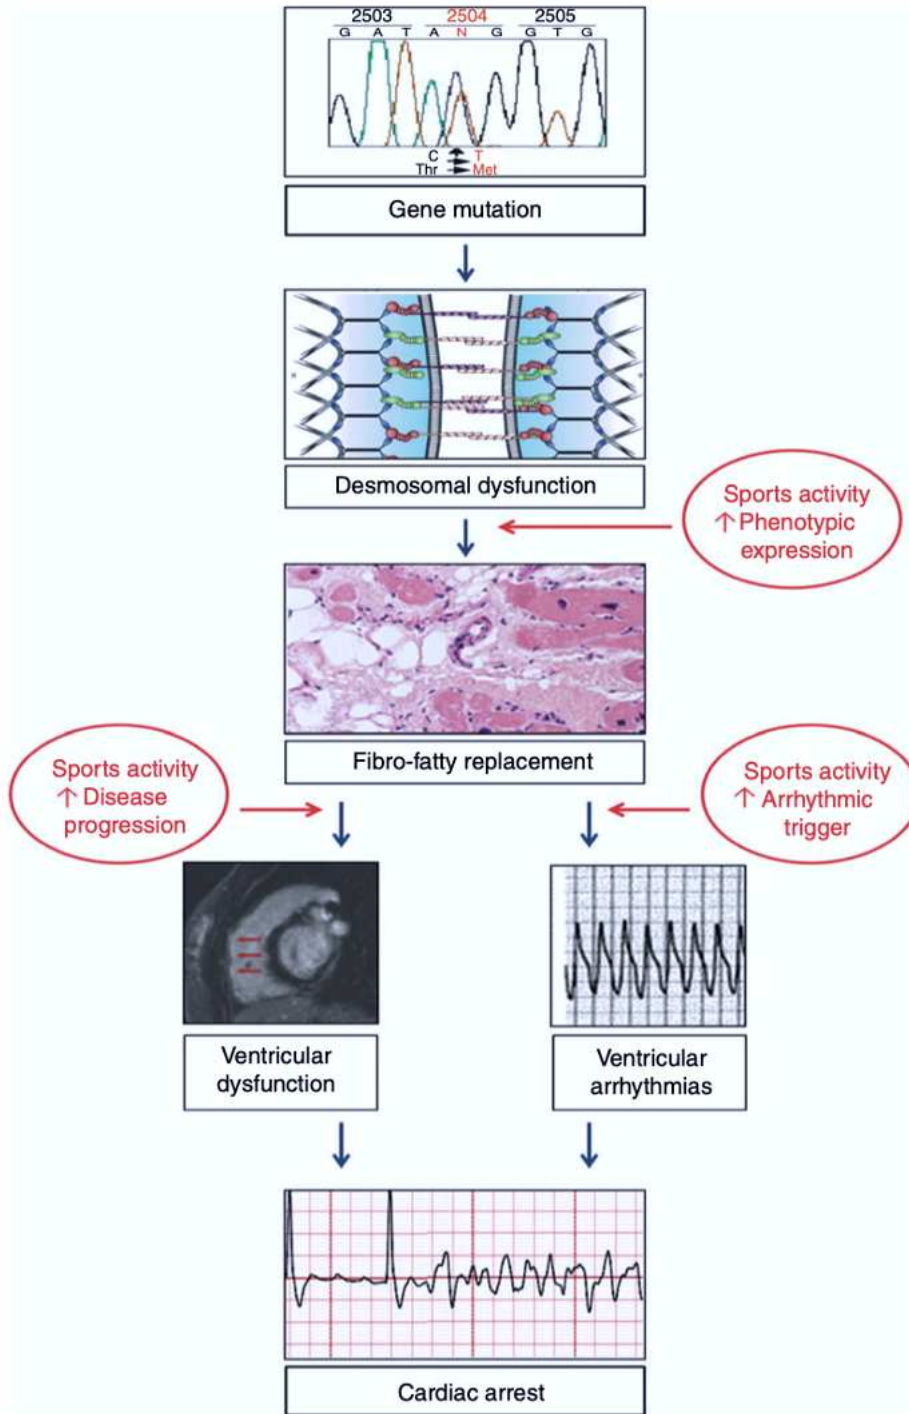 2503 2504 2505
G A T A N G G T G
C T
Thr Met
Gene mutation
Desmosomal dysfunction
Sports activity
↑ Phenotypic
expression
Fibro-fatty replacement
Sports activity
↑ Disease
progression
Sports activity
↑ Arrhythmic
trigger
Ventricular
dysfunction
Ventricular
arrhythmias
Cardiac arrest